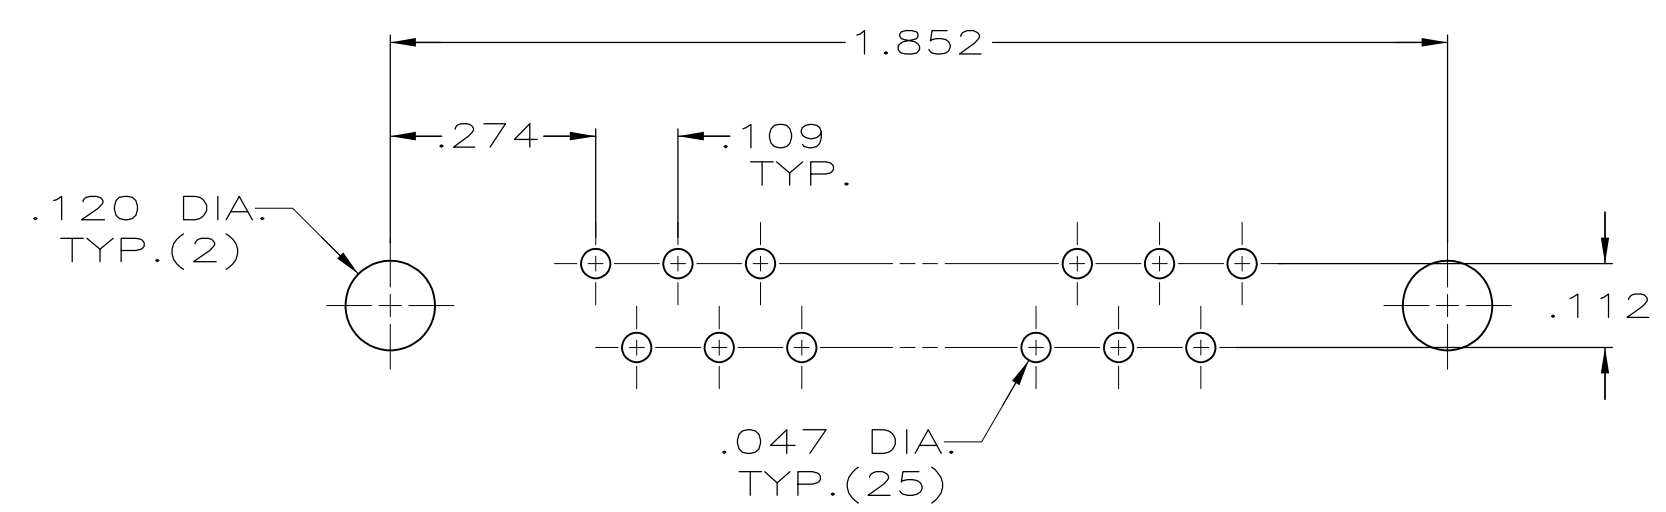 1.852
.274
.109
TYP.
.120 DIA.
TYP.(2)
.112
.047 DIA.
TYP.(25)